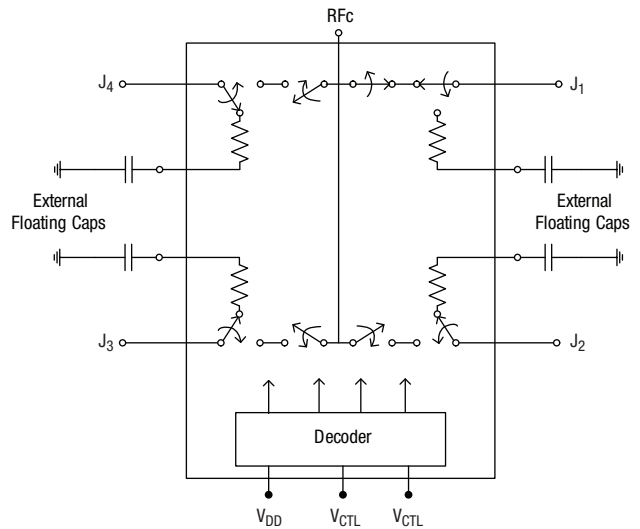 RFc
J4
J1
External
Floating Caps
External
Floating Caps
J3
J2
Decoder
VDD
VCTL
VCTL